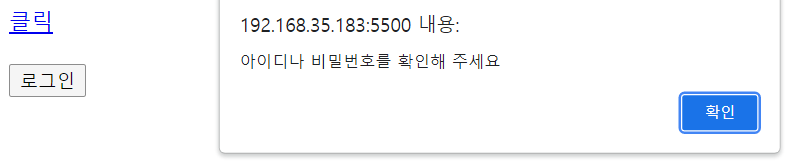 클릭
로그인
192.168.35.183:5500 내용:
아이디나 비밀번호를 확인해 주세요
확인